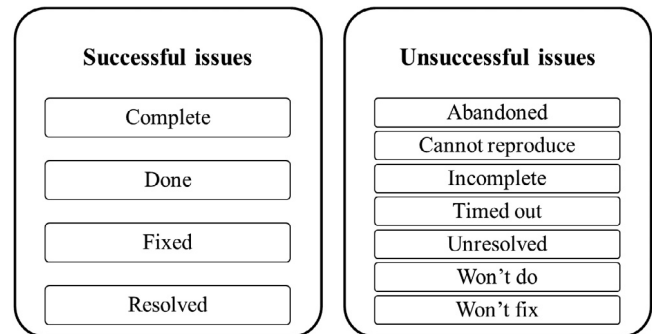 Successful issues
Complete
Done
Fixed
Resolved
Unsuccessful issues
Abandoned
Cannot reproduce
Incomplete
Timed out
Unresolved
Won’t do
Won’t fix